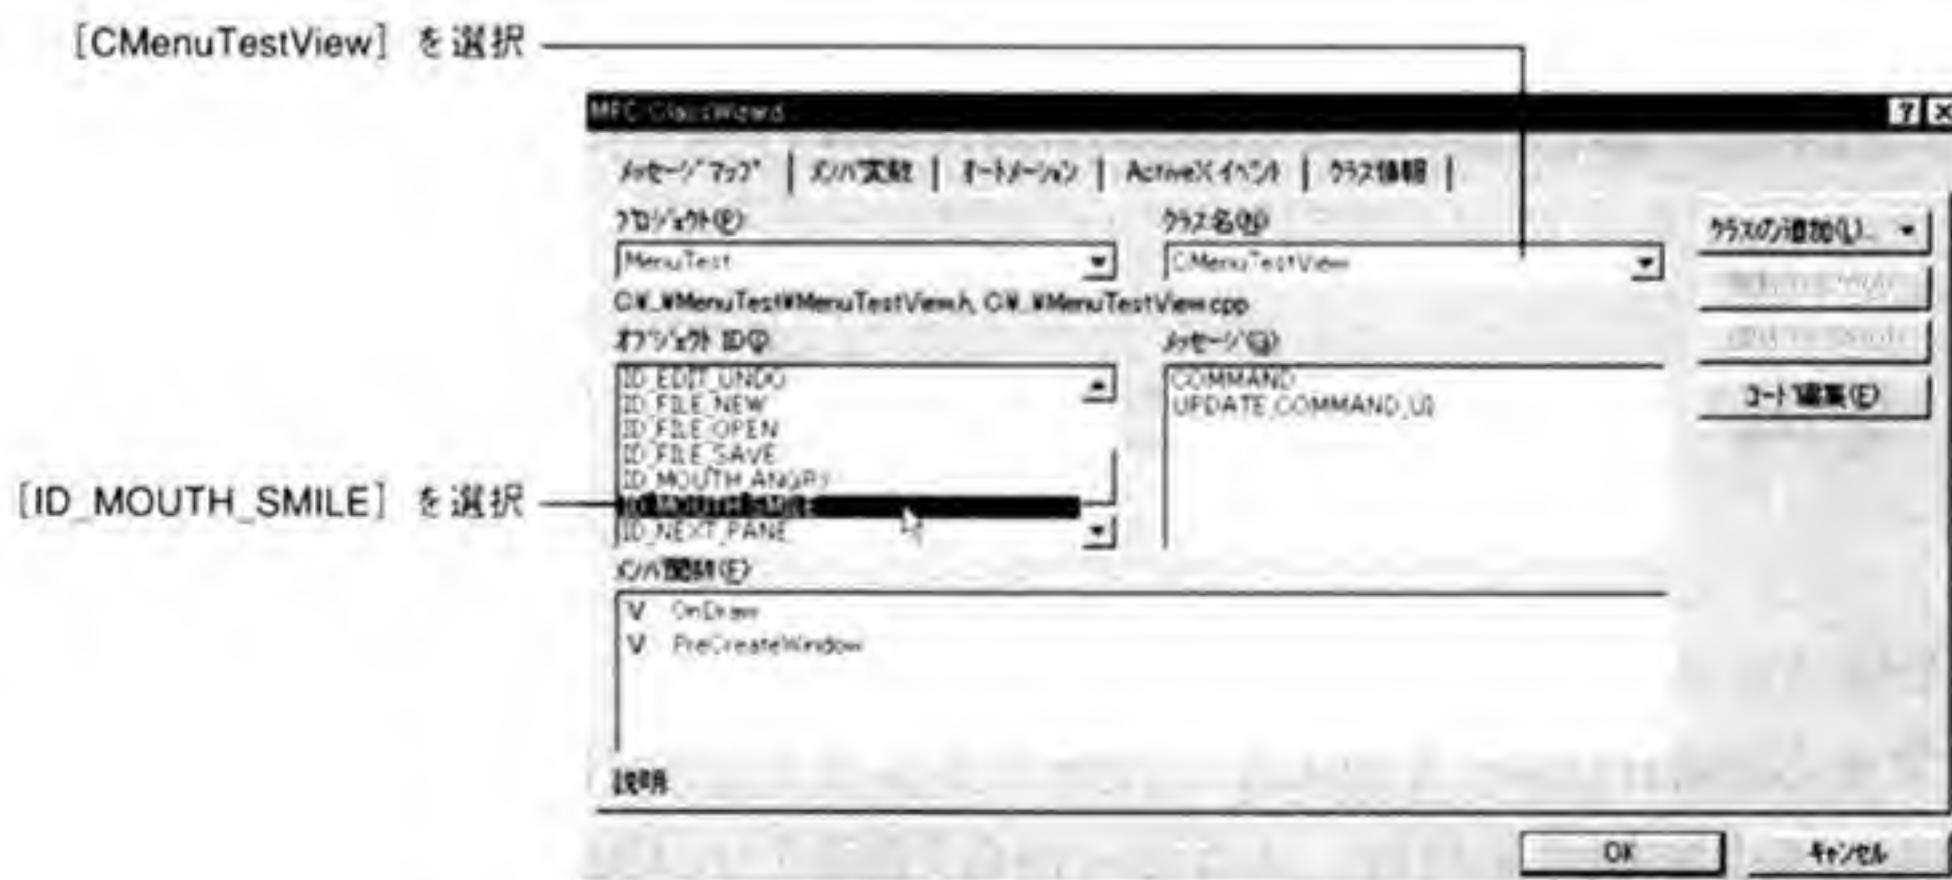 ［CMenuTestView］を選択
MFC ClassWizard
ﾒｯｾｰｼﾞ ﾏｯﾌﾟ
ﾒﾝﾊﾞ変数
ｵｰﾄﾒｰｼｮﾝ
ActiveX ｲﾍﾞﾝﾄ
ｸﾗｽ情報
ﾌﾟﾛｼﾞｪｸﾄ(P)
MenuTest
ｸﾗｽ名(N)
CMenuTestView
ｸﾗｽの追加(L)...
C:¥..¥MenuTest¥MenuTestView.h, C:¥..¥MenuTestView.cpp
ｵﾌﾞｼﾞｪｸﾄ ID(I)
ID_EDIT_UNDO
ID_FILE_NEW
ID_FILE_OPEN
ID_FILE_SAVE
ID_MOUTH_ANGRY
ID_MOUTH_SMILE
ID_NEXT_PANE
ﾒｯｾｰｼﾞ(G)
COMMAND
UPDATE_COMMAND_UI
ｺｰﾄﾞ編集(E)
［ID_MOUTH_SMILE］を選択
ﾒﾝﾊﾞ関数(F)
V OnDraw
V PreCreateWindow
説明
OK
ｷｬﾝｾﾙ